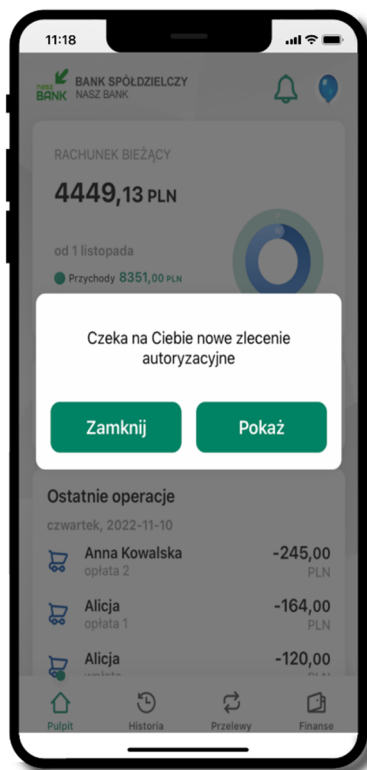 11:18
nasz
BANK
BANK SPÓŁDZIELCZY
NASZ BANK
RACHUNEK BIEŻĄCY
4449,13 PLN
od 1 listopada
Przychody 8351,00 PLN
Czeka na Ciebie nowe zlecenie
autoryzacyjne
Zamknij
Pokaż
Ostatnie operacje
czwartek, 2022-11-10
Anna Kowalska -245,00
opłata 2 PLN
Alicja -164,00
opłata 1 PLN
Alicja -120,00
Pulpit Historia Przelewy Finanse